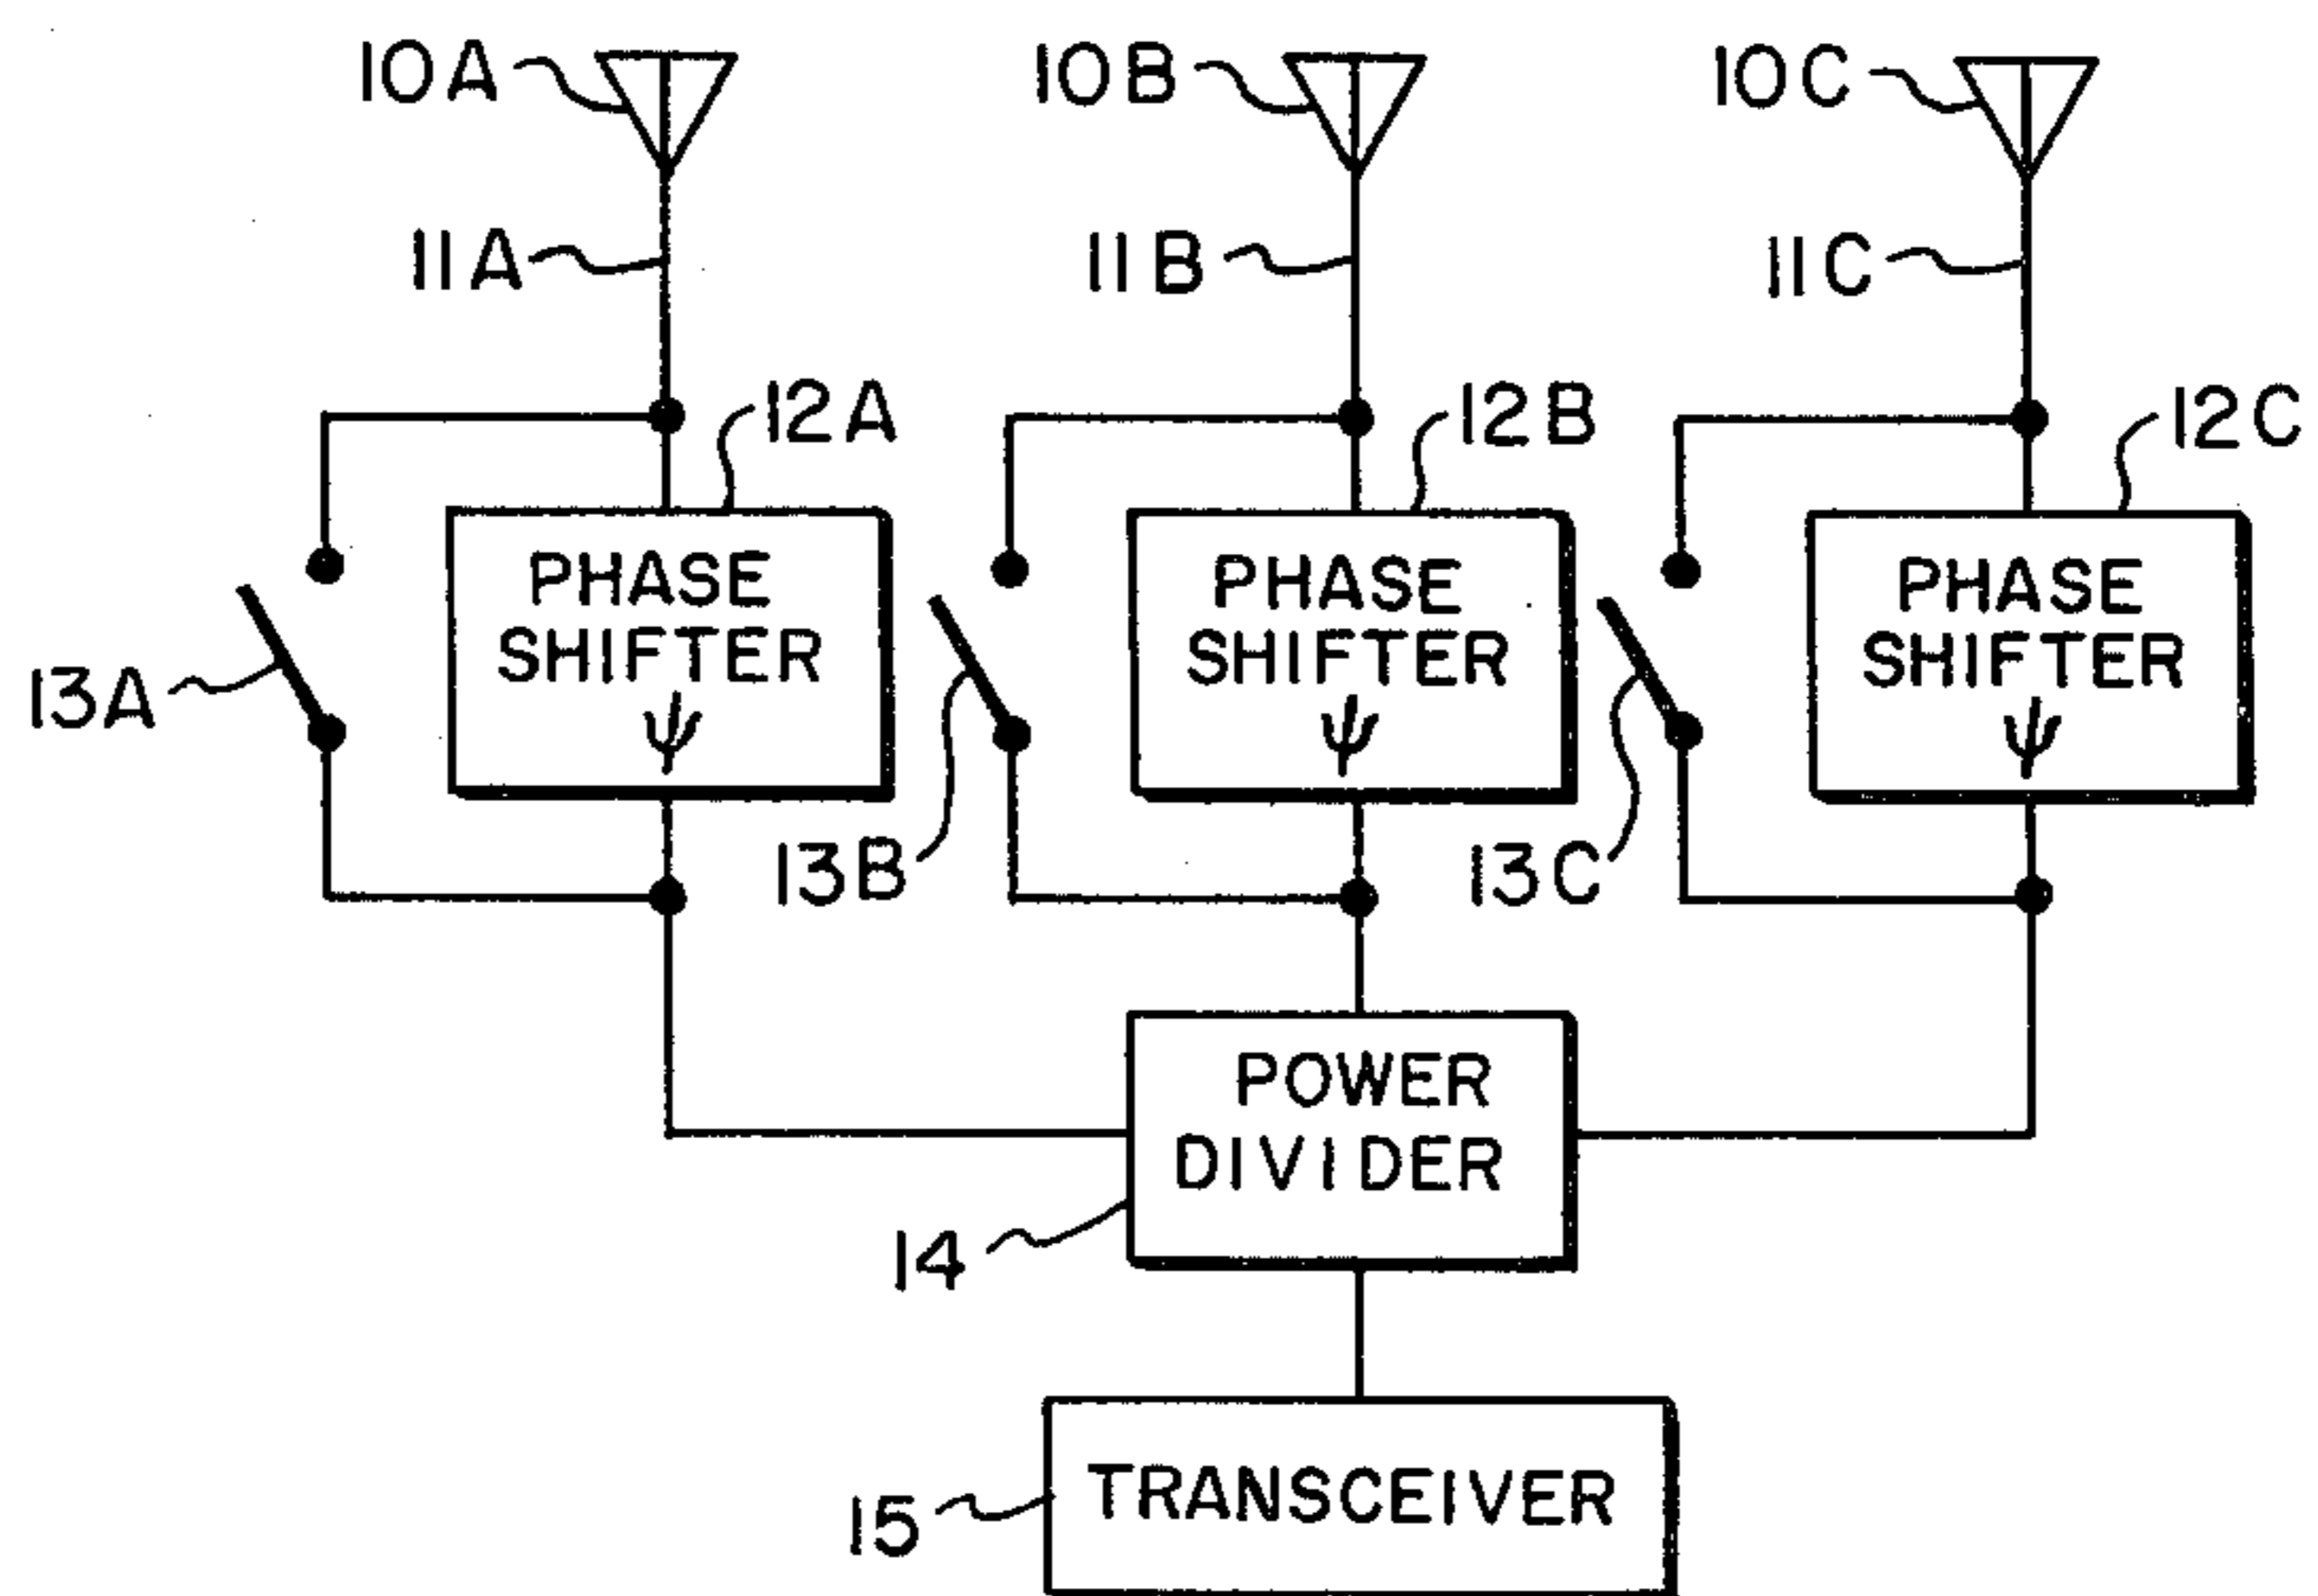 10A 10B 10C
11A 11B 11C
12A 12B 12C
PHASE SHIFTER ψ
PHASE SHIFTER ψ
PHASE SHIFTER ψ
13A 13B 13C
POWER
DIVIDER
14
TRANSCEIVER
15